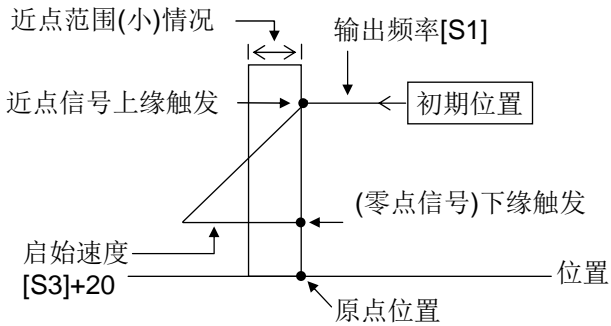 近点范围(小)情况
输出频率[S1]
近点信号上缘触发
初期位置
(零点信号)下缘触发
启始速度
[S3]+20
位置
原点位置